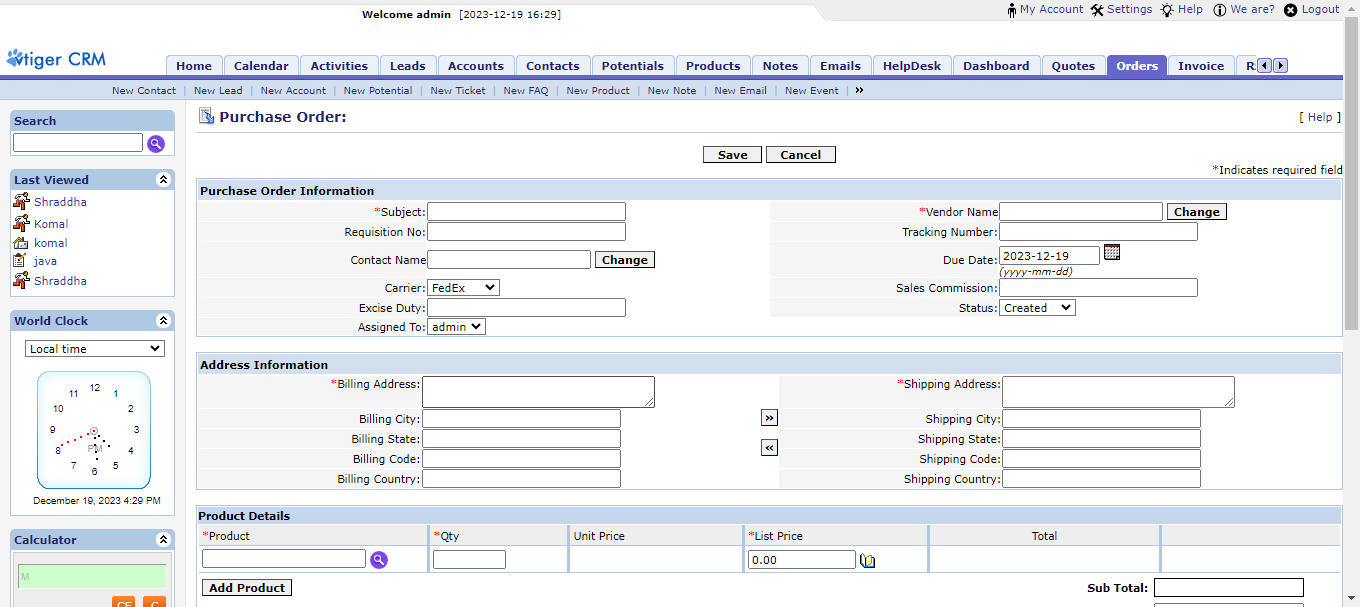 Welcome admin [2023-12-19 16:29]
My Account Settings Help We are? Logout
vtiger CRM
Home Calendar Activities Leads Accounts Contacts Potentials Products Notes Emails HelpDesk Dashboard Quotes Orders Invoice
New Contact | New Lead | New Account | New Potential | New Ticket | New FAQ | New Product | New Note | New Email | New Event | »
Search
Last Viewed
Shraddha
Komal
komal
java
Shraddha
World Clock
Local time
12
11 1
10 2
9 3
8 PM 4
7 5
6
December 19, 2023 4:29 PM
Calculator
M
CE C
Purchase Order:
[ Help ]
Save Cancel
*Indicates required field
Purchase Order Information
*Subject: *Vendor Name Change
Requisition No: Tracking Number:
Contact Name Change Due Date: 2023-12-19
(yyyy-mm-dd)
Carrier: FedEx Sales Commission:
Excise Duty: Status: Created
Assigned To: admin
Address Information
*Billing Address: *Shipping Address:
Billing City: » Shipping City:
Billing State: Shipping State:
« 
Billing Code: Shipping Code:
Billing Country: Shipping Country:
Product Details
*Product *Qty Unit Price *List Price Total
0.00
Add Product Sub Total: